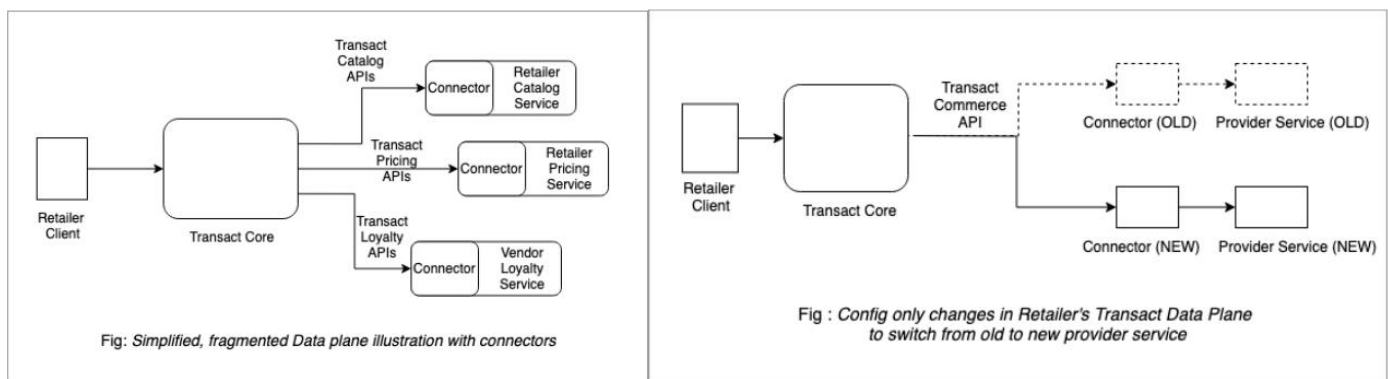 Transact
Catalog
APIs
Connector
Retailer
Catalog
Service
Transact
Pricing
APIs
Connector
Retailer
Pricing
Service
Retailer
Client
Transact Core
Transact
Loyalty
APIs
Connector
Vendor
Loyalty
Service
Fig: Simplified, fragmented Data plane illustration with connectors
Transact
Commerce
API
Connector (OLD)
Provider Service (OLD)
Retailer
Client
Transact Core
Connector (NEW)
Provider Service (NEW)
Fig : Config only changes in Retailer's Transact Data Plane
to switch from old to new provider service